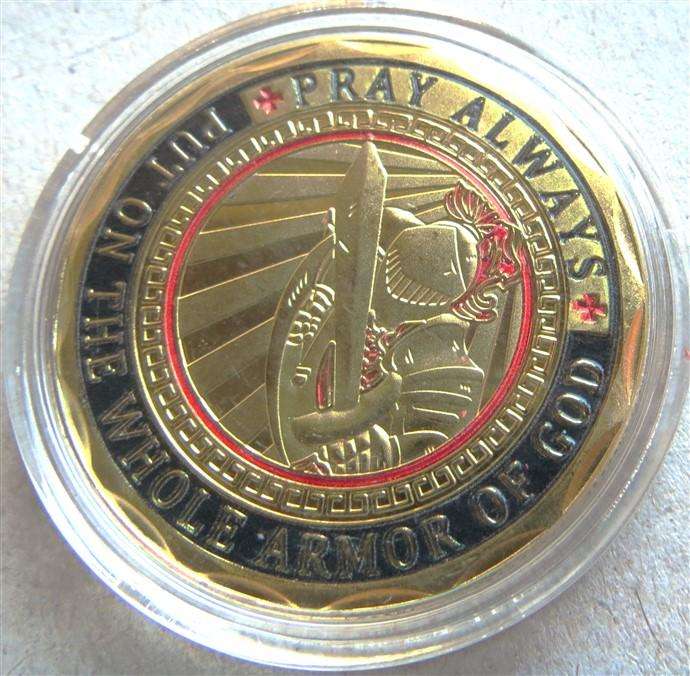 PRAY ALWAYS
PUT ON THE WHOLE ARMOR OF GOD